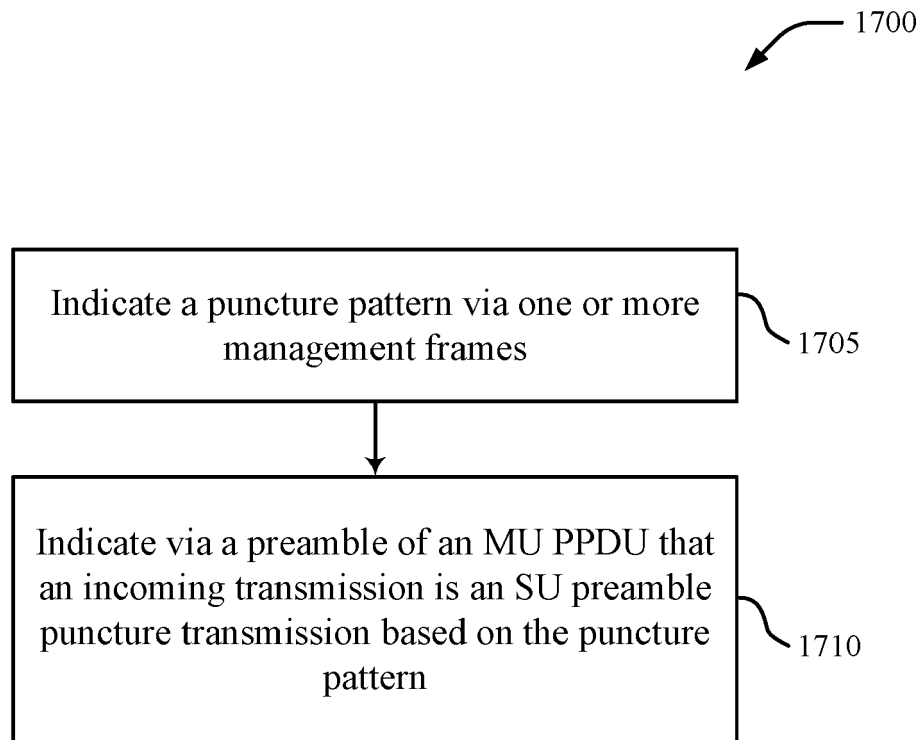 1700
Indicate a puncture pattern via one or more
management frames
1705
Indicate via a preamble of an MU PPDU that
an incoming transmission is an SU preamble
puncture transmission based on the puncture
pattern
1710